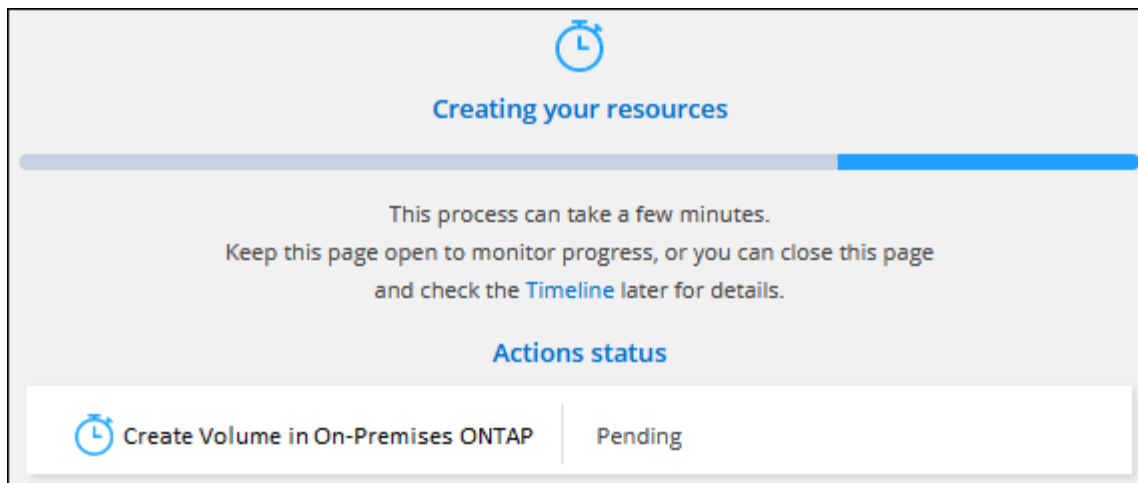 Creating your resources
This process can take a few minutes.
Keep this page open to monitor progress, or you can close this page
and check the Timeline later for details.
Actions status
Create Volume in On-Premises ONTAP Pending